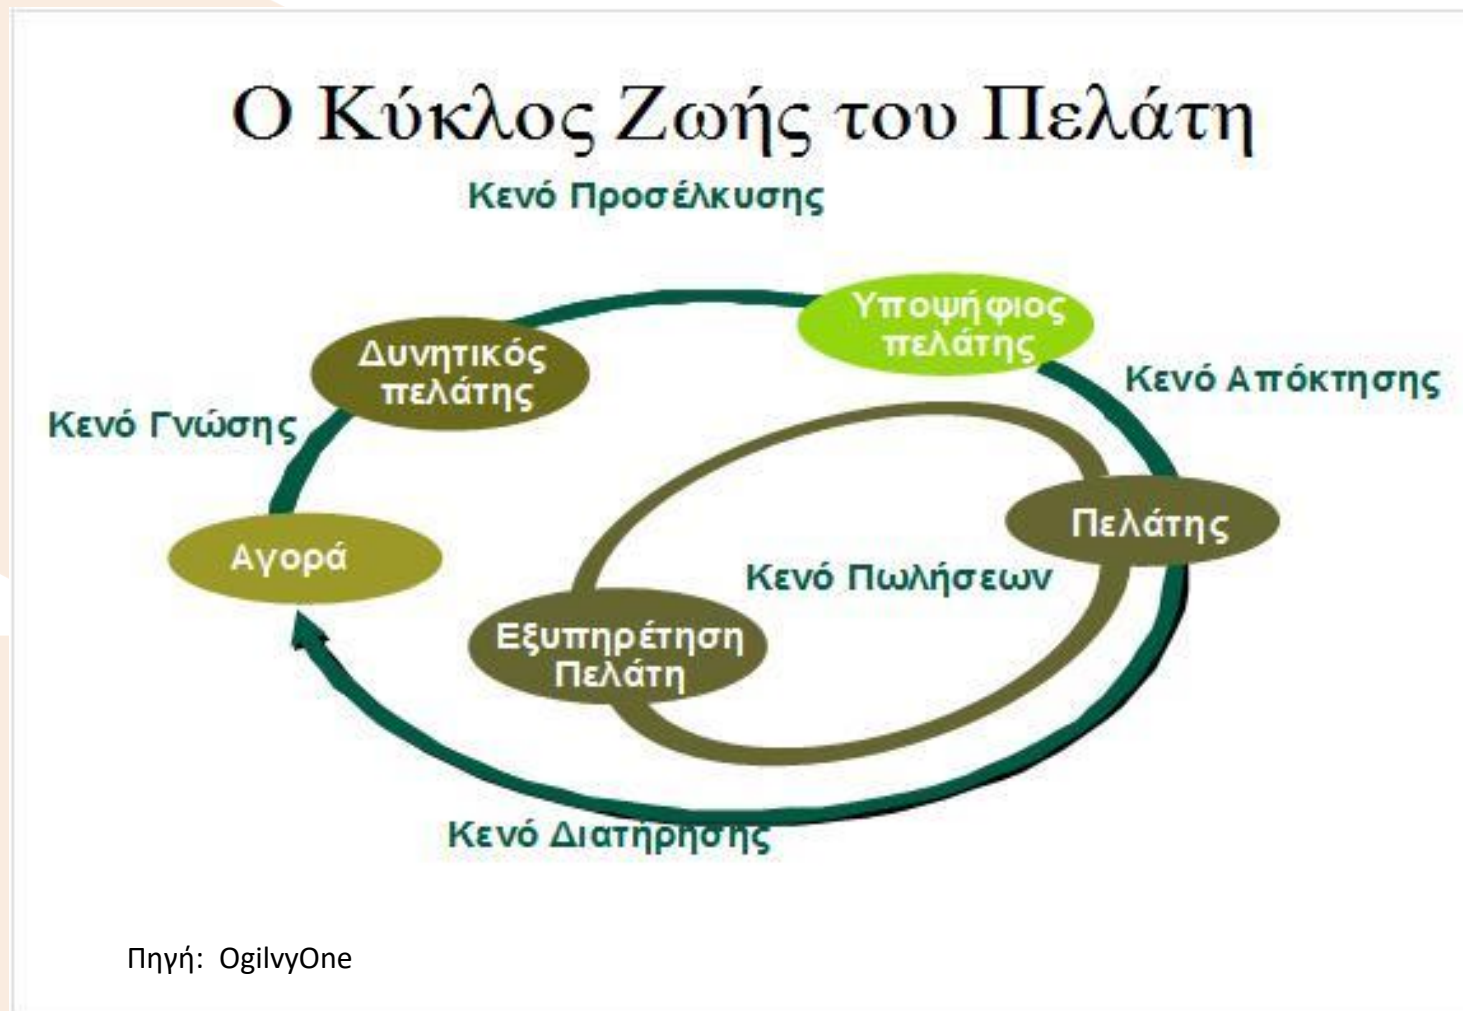 Ο Κύκλος Ζωής του Πελάτη
Κενό Προσέλκυσης
Υποψήφιος
πελάτης
Δυνητικός
πελάτης
Κενό Απόκτησης
Κενό Γνώσης
Πελάτης
Αγορά
Κενό Πωλήσεων
Εξυπηρέτηση
Πελάτη
Κενό Διατήρησης
Πηγή: OgilvyOne